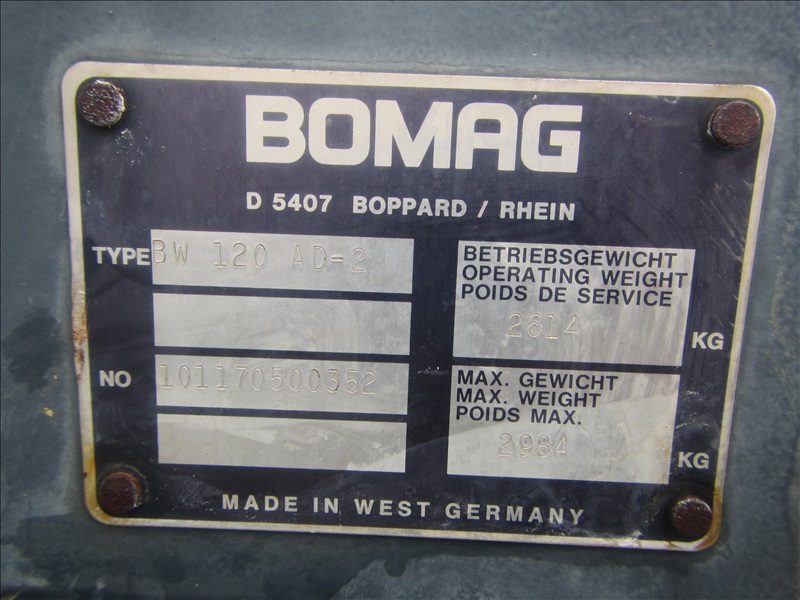 BOMAG
D 5407 BOPPARD / RHEIN
TYPE BW 120 AD-2
NO 101170500352
BETRIEBSGEWICHT
OPERATING WEIGHT
POIDS DE SERVICE
2614 KG
MAX. GEWICHT
MAX. WEIGHT
POIDS MAX.
2984 KG
MADE IN WEST GERMANY